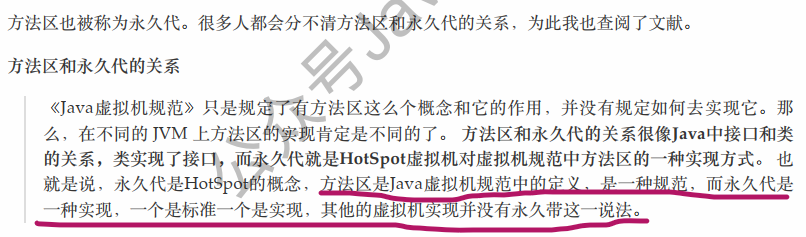 方法区也被称为永久代。很多人都会分不清方法区和永久代的关系，为此我也查阅了文献。
方法区和永久代的关系
《Java虚拟机规范》只是规定了有方法区这么个概念和它的作用，并没有规定如何去实现它。那
么，在不同的 JVM 上方法区的实现肯定是不同的了。 方法区和永久代的关系很像Java中接口和类
的关系，类实现了接口，而永久代就是HotSpot虚拟机对虚拟机规范中方法区的一种实现方式。 也
就是说，永久代是HotSpot的概念，方法区是Java虚拟机规范中的定义，是一种规范，而永久代是
一种实现，一个是标准一个是实现，其他的虚拟机实现并没有永久带这一说法。
公众号Jav